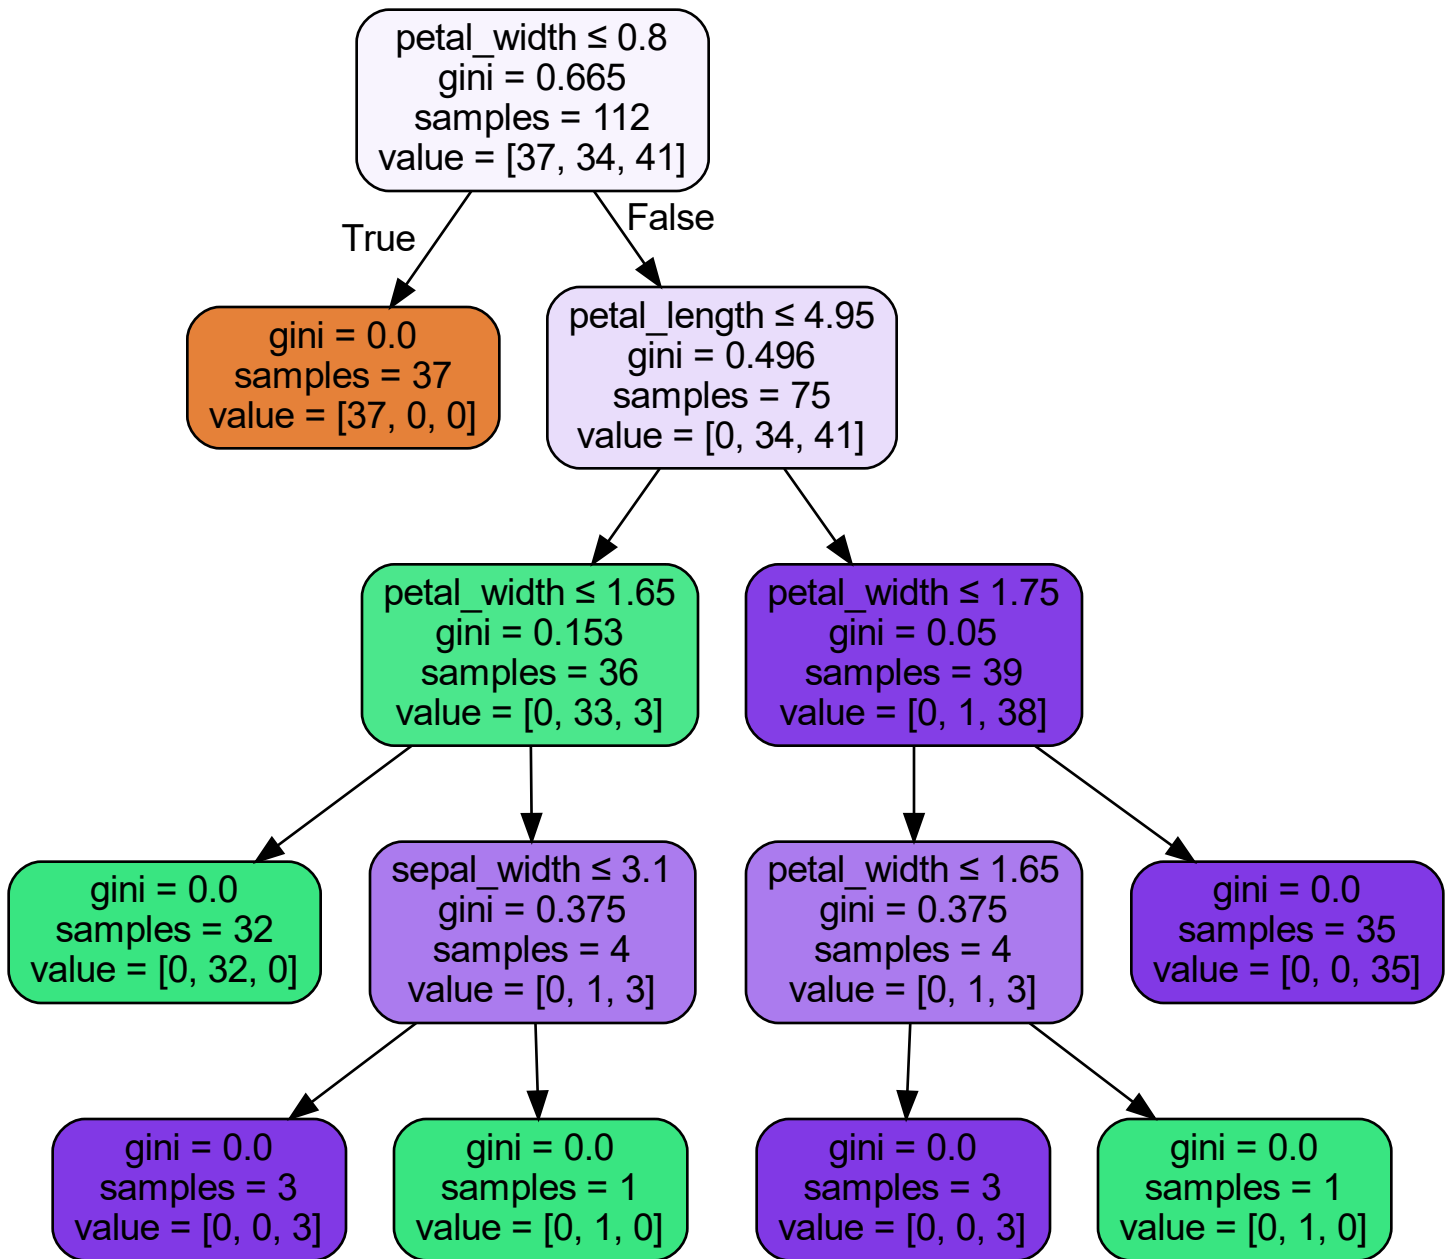 petal_width ≤ 0.8
gini = 0.665
samples = 112
value = [37, 34, 41]
True
False
gini = 0.0
samples = 37
value = [37, 0, 0]
petal_length ≤ 4.95
gini = 0.496
samples = 75
value = [0, 34, 41]
petal_width ≤ 1.65
gini = 0.153
samples = 36
value = [0, 33, 3]
petal_width ≤ 1.75
gini = 0.05
samples = 39
value = [0, 1, 38]
gini = 0.0
samples = 32
value = [0, 32, 0]
sepal_width ≤ 3.1
gini = 0.375
samples = 4
value = [0, 1, 3]
petal_width ≤ 1.65
gini = 0.375
samples = 4
value = [0, 1, 3]
gini = 0.0
samples = 35
value = [0, 0, 35]
gini = 0.0
samples = 3
value = [0, 0, 3]
gini = 0.0
samples = 1
value = [0, 1, 0]
gini = 0.0
samples = 3
value = [0, 0, 3]
gini = 0.0
samples = 1
value = [0, 1, 0]